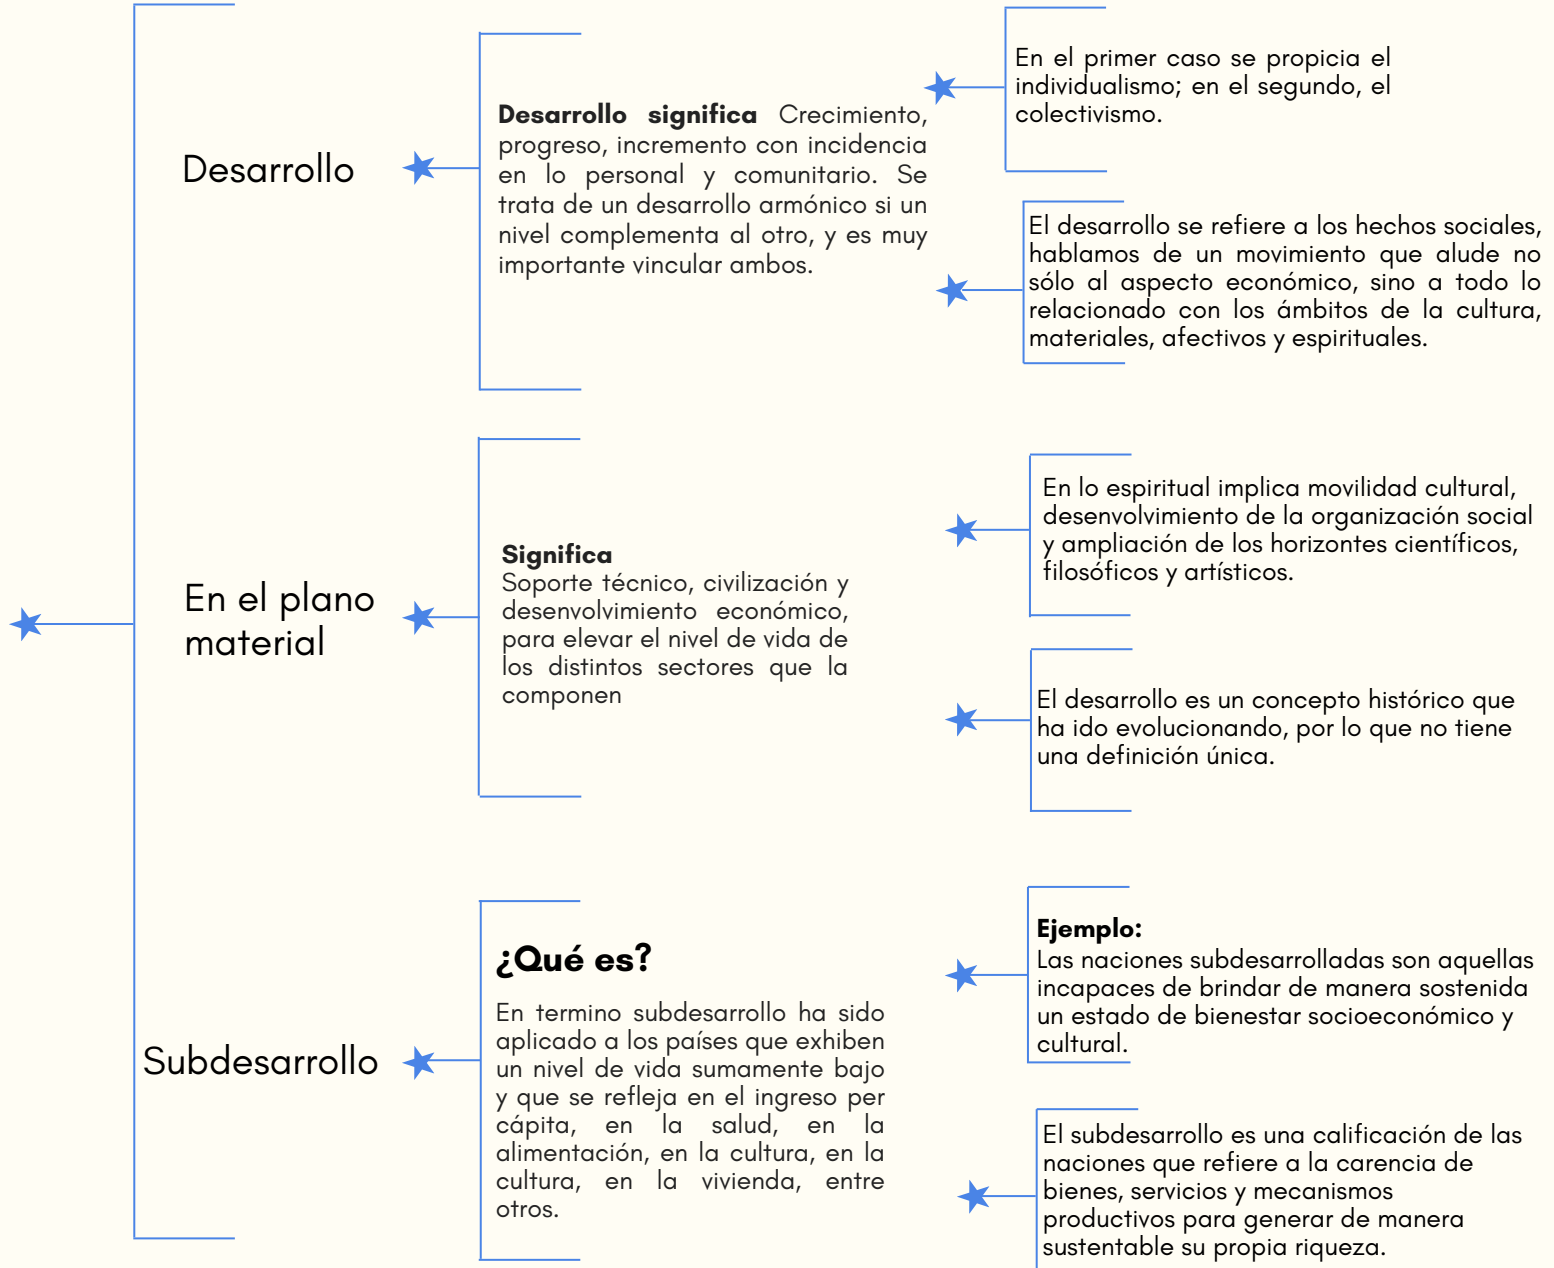 Desarrollo
Desarrollo significa Crecimiento,
progreso, incremento con incidencia
en lo personal y comunitario. Se
trata de un desarrollo armónico si un
nivel complementa al otro, y es muy
importante vincular ambos.
En el primer caso se propicia el
individualismo; en el segundo, el
colectivismo.
El desarrollo se refiere a los hechos sociales,
hablamos de un movimiento que alude no
sólo al aspecto económico, sino a todo lo
relacionado con los ámbitos de la cultura,
materiales, afectivos y espirituales.
En el plano
material
Significa
Soporte técnico, civilización y
desenvolvimiento económico,
para elevar el nivel de vida de
los distintos sectores que la
componen
En lo espiritual implica movilidad cultural,
desenvolvimiento de la organización social
y ampliación de los horizontes científicos,
filosóficos y artísticos.
El desarrollo es un concepto histórico que
ha ido evolucionando, por lo que no tiene
una definición única.
Subdesarrollo
¿Qué es?
En termino subdesarrollo ha sido
aplicado a los países que exhiben
un nivel de vida sumamente bajo
y que se refleja en el ingreso per
cápita, en la salud, en la
alimentación, en la cultura, en la
cultura, en la vivienda, entre
otros.
Ejemplo:
Las naciones subdesarrolladas son aquellas
incapaces de brindar de manera sostenida
un estado de bienestar socioeconómico y
cultural.
El subdesarrollo es una calificación de las
naciones que refiere a la carencia de
bienes, servicios y mecanismos
productivos para generar de manera
sustentable su propia riqueza.